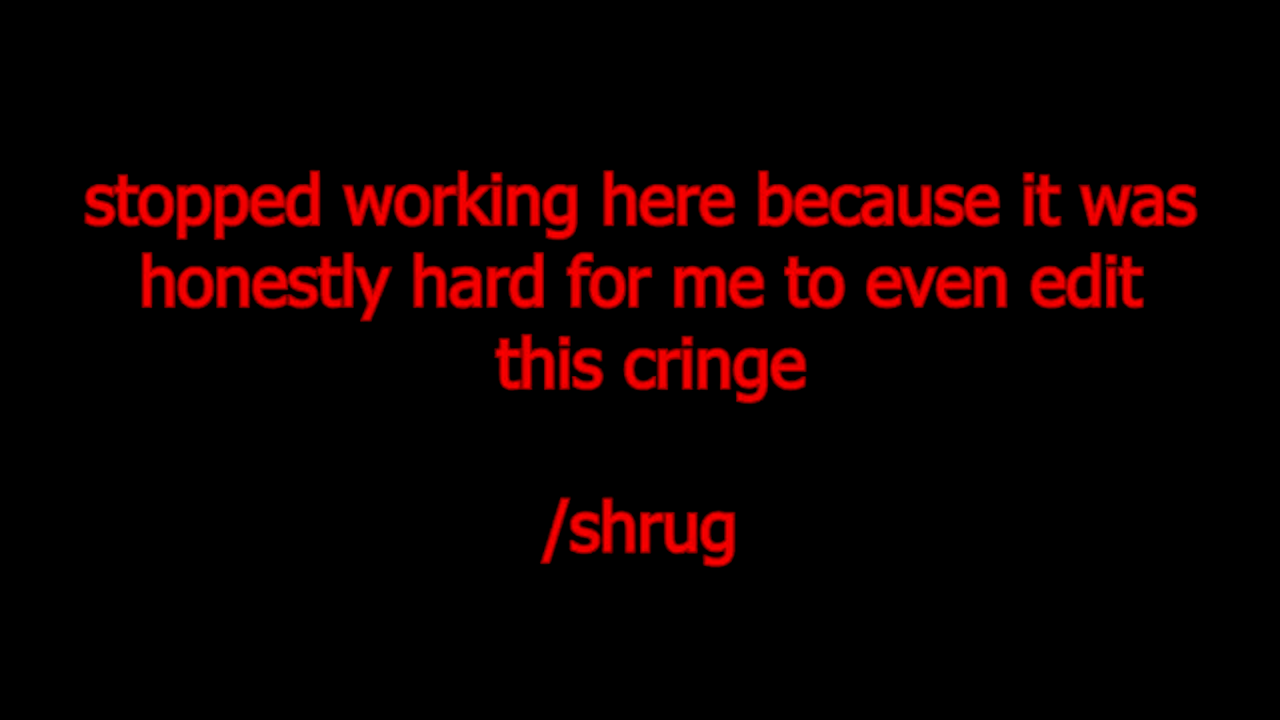 stopped working here because it was
honestly hard for me to even edit
this cringe
/shrug